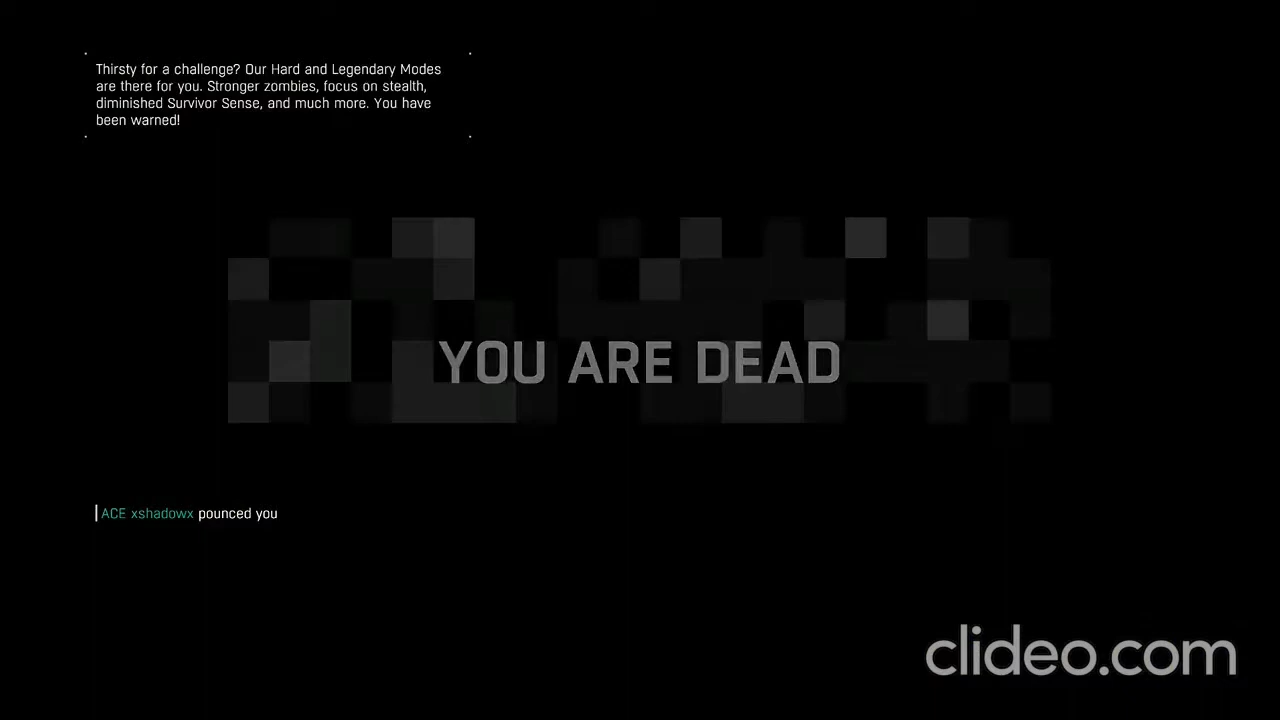 Thirsty for a challenge? Our Hard and Legendary Modes
are there for you. Stronger zombies, focus on stealth,
diminished Survivor Sense, and much more. You have
been warned!
YOU ARE DEAD
ACE xshadowx pounced you
clideo.com